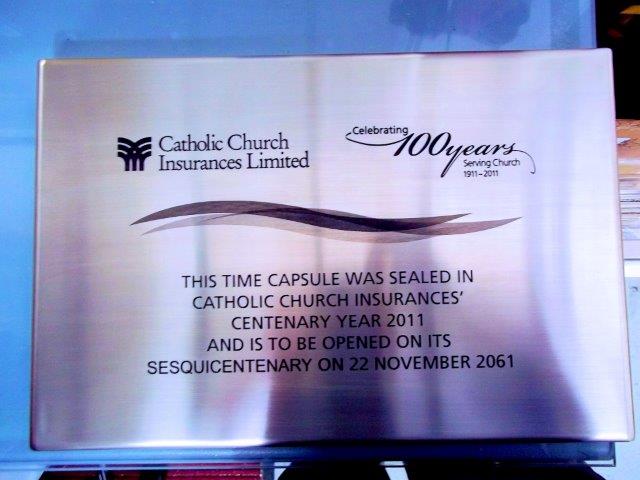 Catholic Church
Insurances Limited
Celebrating
100years
Serving Church
1911–2011
THIS TIME CAPSULE WAS SEALED IN
CATHOLIC CHURCH INSURANCES’
CENTENARY YEAR 2011
AND IS TO BE OPENED ON ITS
SESQUICENTENARY ON 22 NOVEMBER 2061